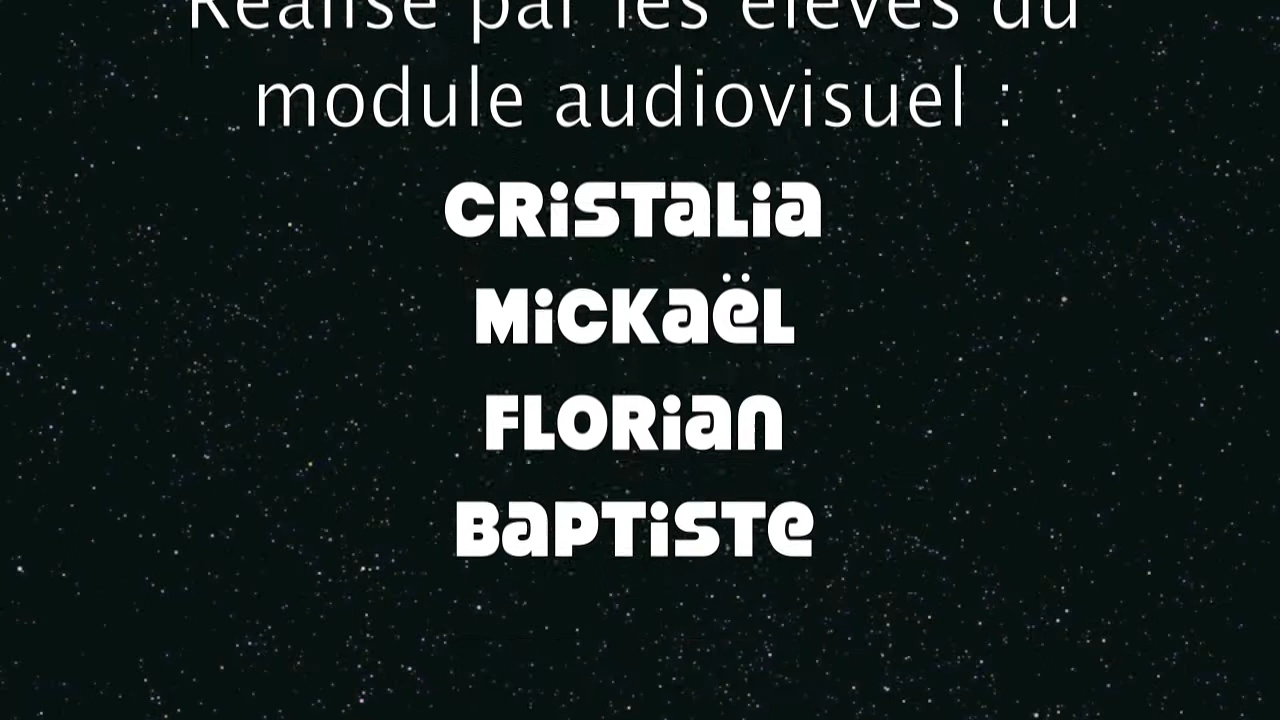 Réalisé par les élèves du
module audiovisuel :
CRiSTaLia
MiCKaëL
FLORian
BaPTiSTe